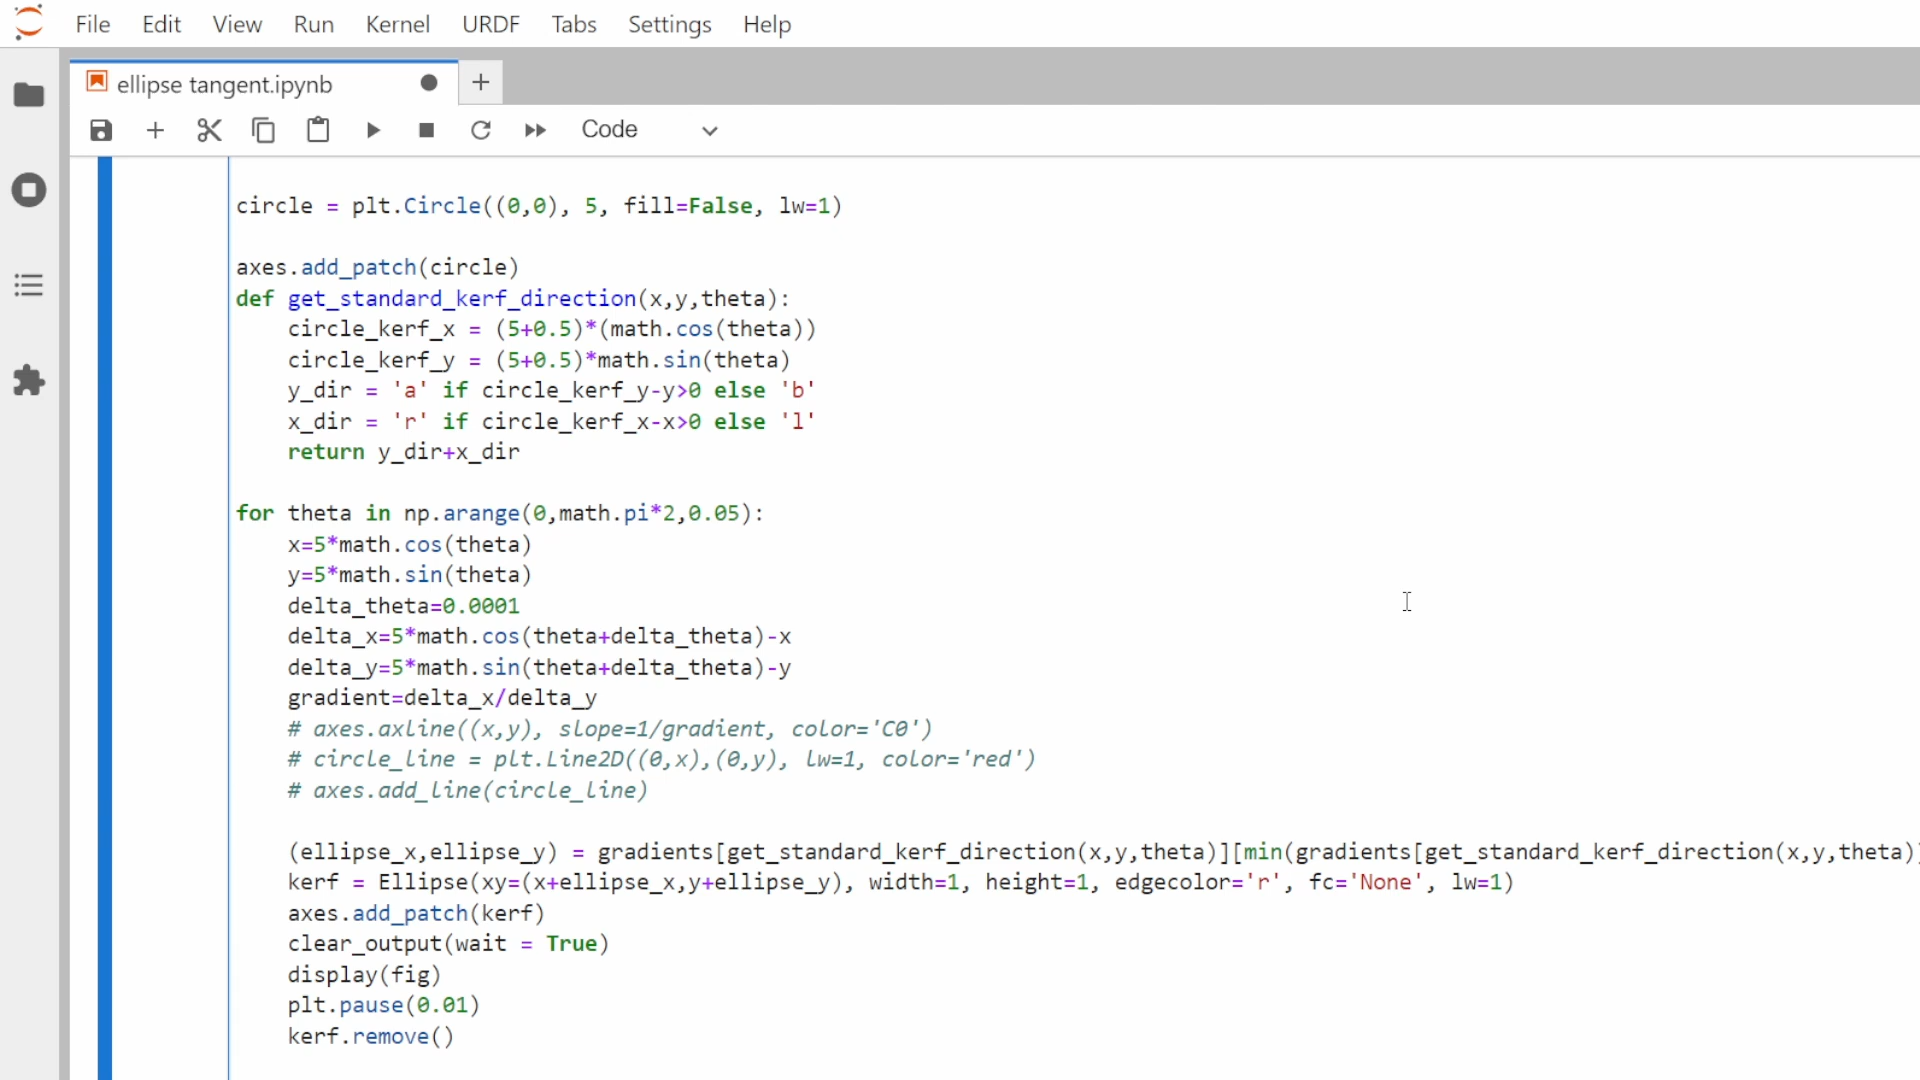 File Edit View Run Kernel URDF Tabs Settings Help
ellipse tangent.ipynb
Code
circle = plt.Circle((0,0), 5, fill=False, lw=1)
axes.add_patch(circle)
def get_standard_kerf_direction(x,y,theta):
    circle_kerf_x = (5+0.5)*(math.cos(theta))
    circle_kerf_y = (5+0.5)*math.sin(theta)
    y_dir = 'a' if circle_kerf_y-y>0 else 'b'
    x_dir = 'r' if circle_kerf_x-x>0 else 'l'
    return y_dir+x_dir
for theta in np.arange(0,math.pi*2,0.05):
    x=5*math.cos(theta)
    y=5*math.sin(theta)
    delta_theta=0.0001
    delta_x=5*math.cos(theta+delta_theta)-x
    delta_y=5*math.sin(theta+delta_theta)-y
    gradient=delta_x/delta_y
    # axes.axline((x,y), slope=1/gradient, color='C0')
    # circle_line = plt.Line2D((0,x),(0,y), lw=1, color='red')
    # axes.add_line(circle_line)
    (ellipse_x,ellipse_y) = gradients[get_standard_kerf_direction(x,y,theta)][min(gradients[get_standard_kerf_direction(x,y,theta)]
    kerf = Ellipse(xy=(x+ellipse_x,y+ellipse_y), width=1, height=1, edgecolor='r', fc='None', lw=1)
    axes.add_patch(kerf)
    clear_output(wait = True)
    display(fig)
    plt.pause(0.01)
    kerf.remove()